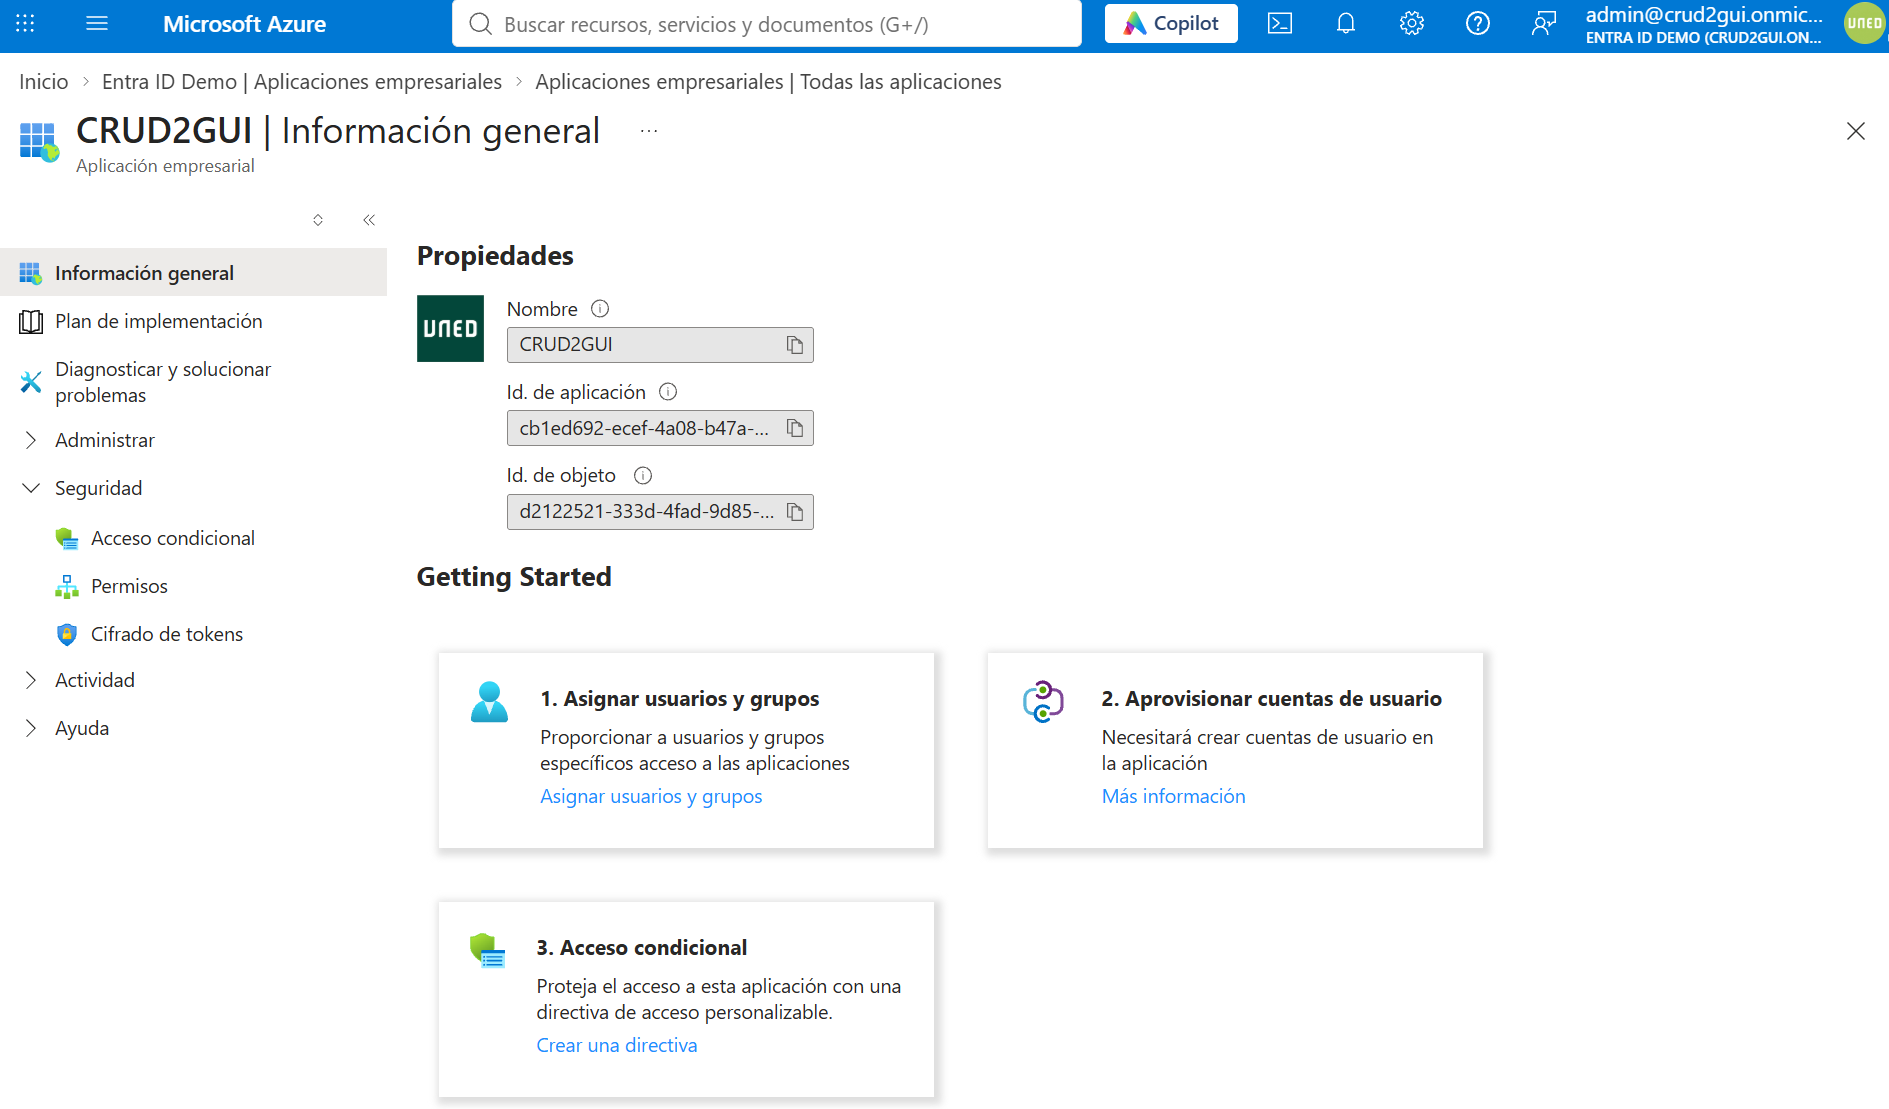 Microsoft Azure
Buscar recursos, servicios y documentos (G+/)
Copilot
admin@crud2gui.onmic...
ENTRA ID DEMO (CRUD2GUI.ON...
UNED
Inicio > Entra ID Demo | Aplicaciones empresariales > Aplicaciones empresariales | Todas las aplicaciones
CRUD2GUI | Información general ...
Aplicación empresarial
Información general
Plan de implementación
Diagnosticar y solucionar
problemas
Administrar
Seguridad
Acceso condicional
Permisos
Cifrado de tokens
Actividad
Ayuda
Propiedades
UNED
Nombre
CRUD2GUI
Id. de aplicación
cb1ed692-ecef-4a08-b47a-...
Id. de objeto
d2122521-333d-4fad-9d85-...
Getting Started
1. Asignar usuarios y grupos
Proporcionar a usuarios y grupos
específicos acceso a las aplicaciones
Asignar usuarios y grupos
2. Aprovisionar cuentas de usuario
Necesitará crear cuentas de usuario en
la aplicación
Más información
3. Acceso condicional
Proteja el acceso a esta aplicación con una
directiva de acceso personalizable.
Crear una directiva